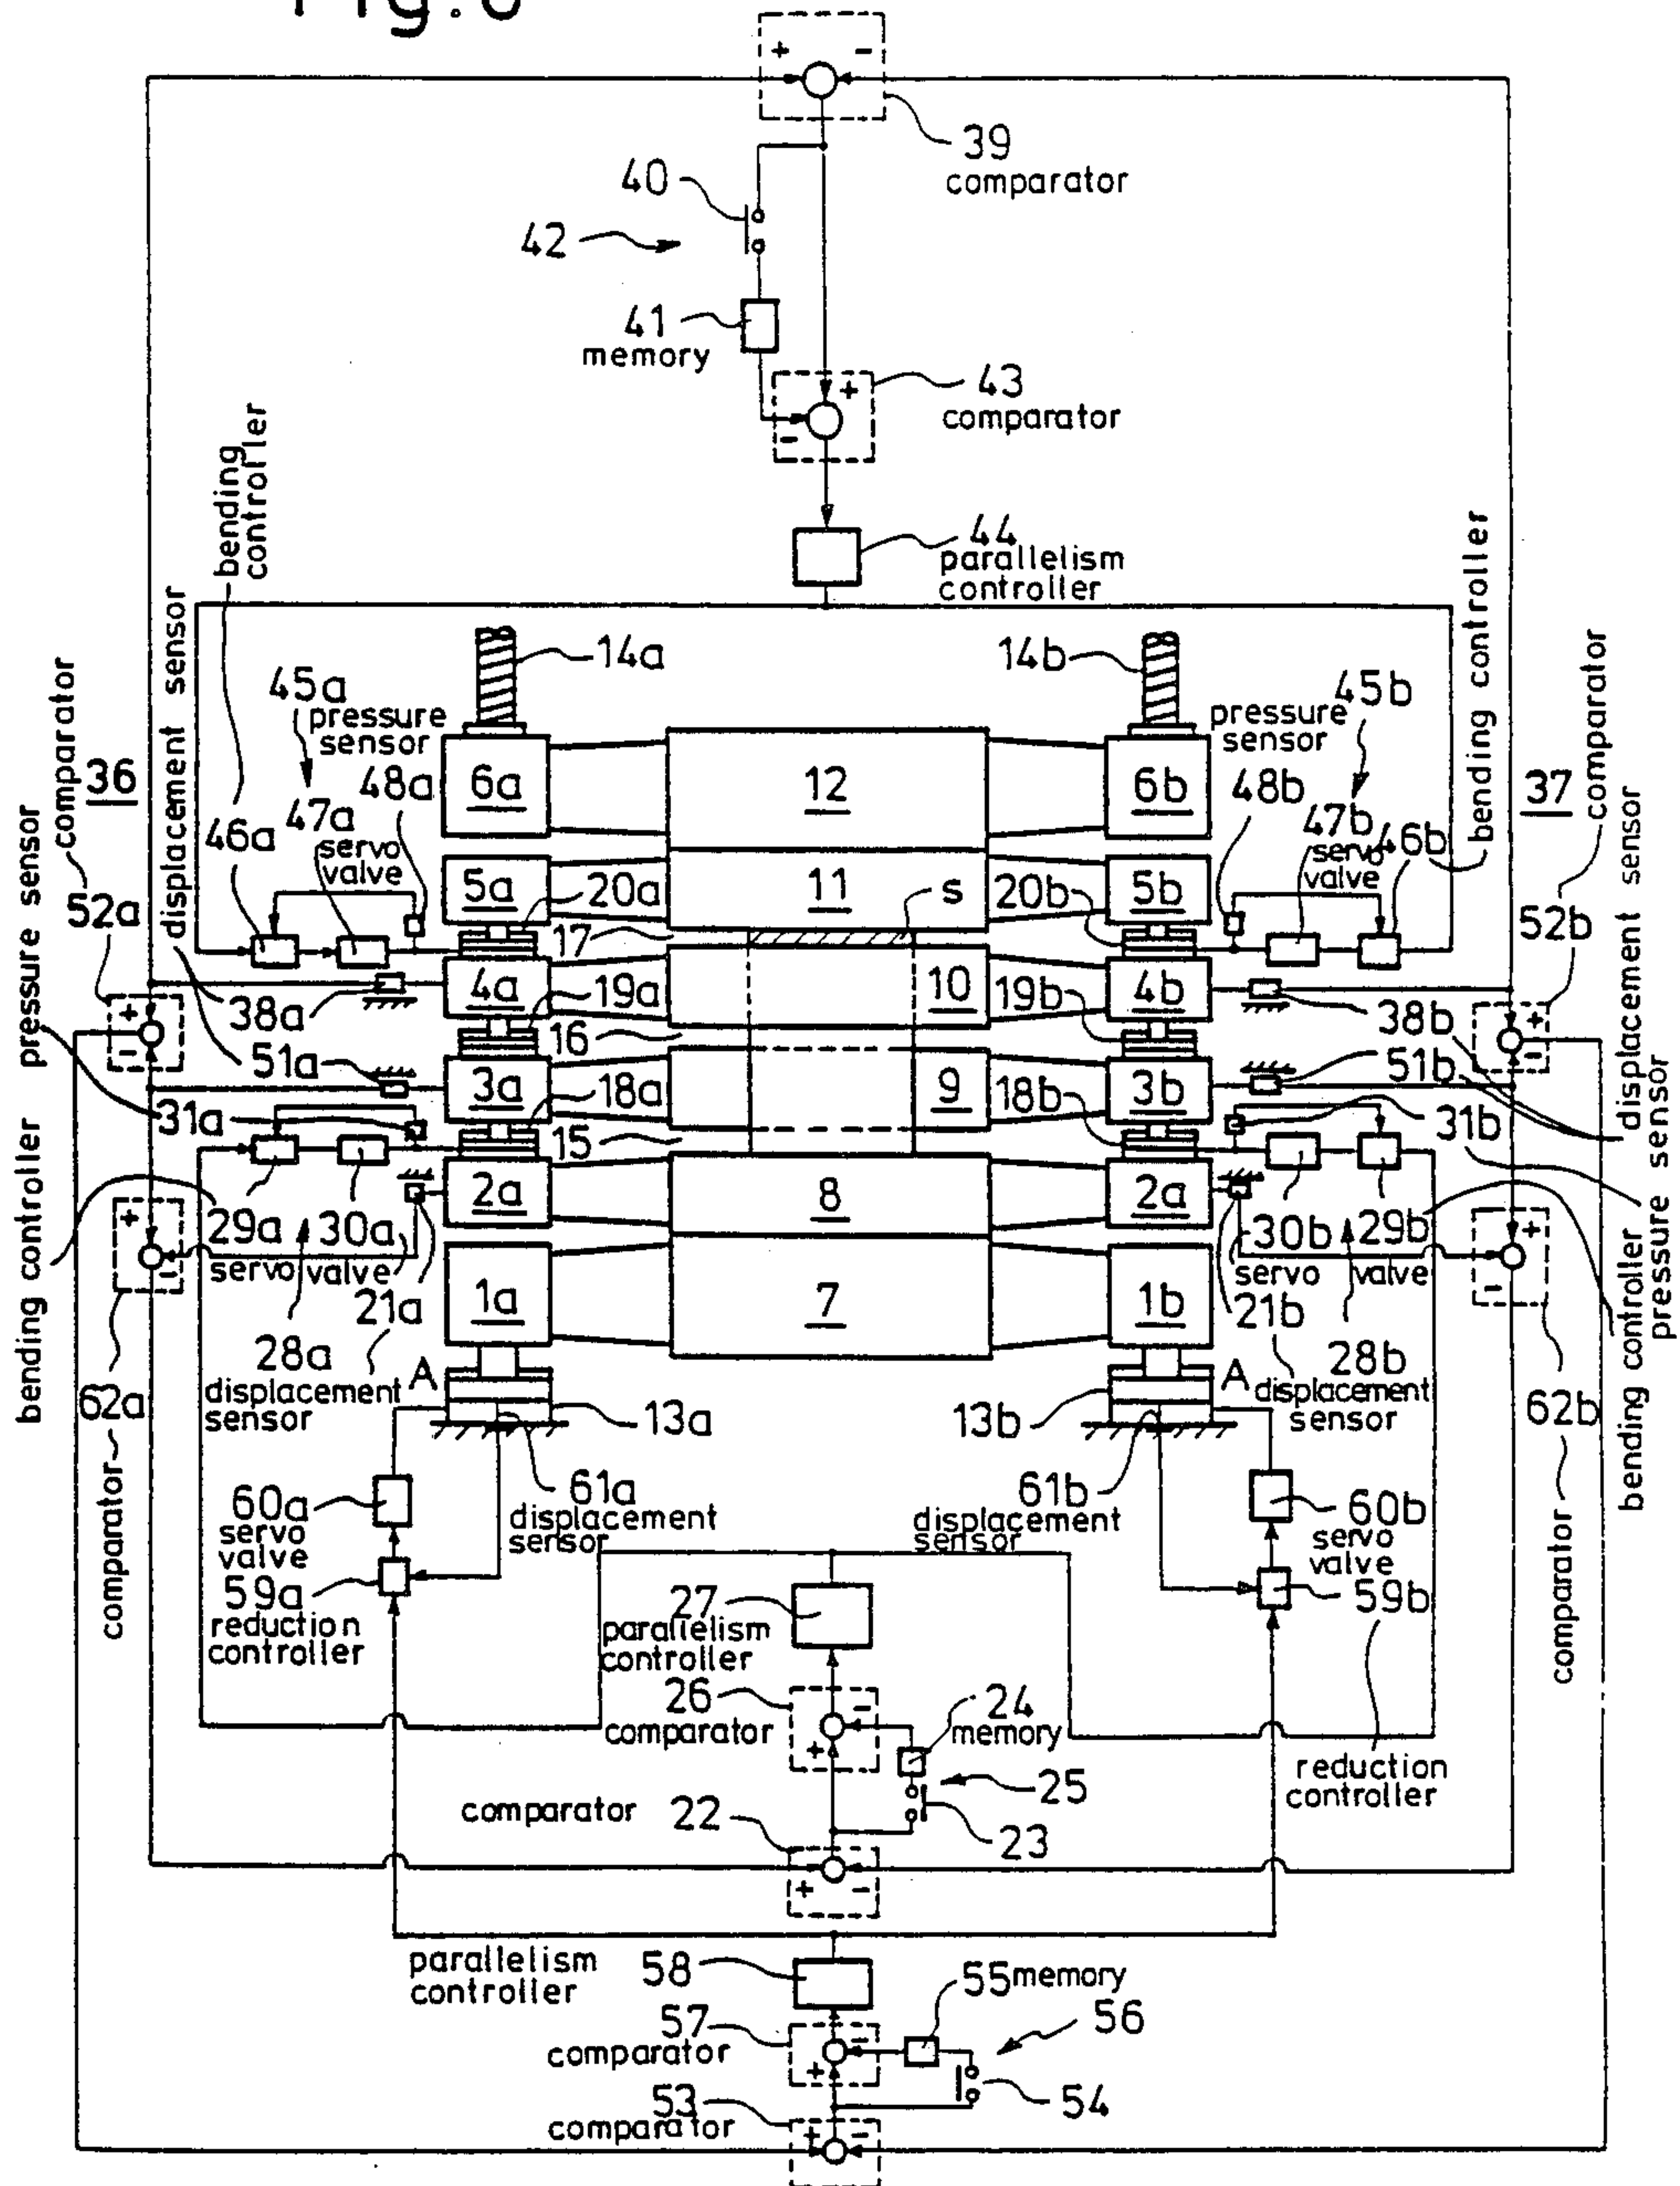 39
comparator
40
42
41
memory
43
comparator
44
parallelism
controller
bending
controller
displacement sensor
comparator
36
52a
pressure sensor
bending controller
45a
pressure
sensor
48a
46a
47a
servo
valve
14a
14b
pressure
sensor
45b
48b
47b
servo
valve
46b
bending controller
comparator
37
52b
displacement sensor
6a
12
6b
5a
20a
11
s
20b
5b
17
38a
4a
19a
10
19b
4b
38b
16
51a
3a
18a
9
18b
3b
51b
31a
15
31b
displacement sensor
pressure sensor
2a
8
2a
29a
30a
servo valve
30b
29b
servo valve
21a
1a
7
1b
21b
28a
displacement
sensor
A
13a
13b
A
28b
displacement
sensor
62a
comparator
62b
comparator
bending controller
pressure sensor
60a
servo
valve
59a
reduction
controller
61a
displacement
sensor
61b
displacement
sensor
60b
servo
valve
59b
reduction
controller
27
parallelism
controller
26
comparator
24
memory
25
23
comparator
22
parallelism
controller
58
55 memory
57
comparator
56
54
53
comparator